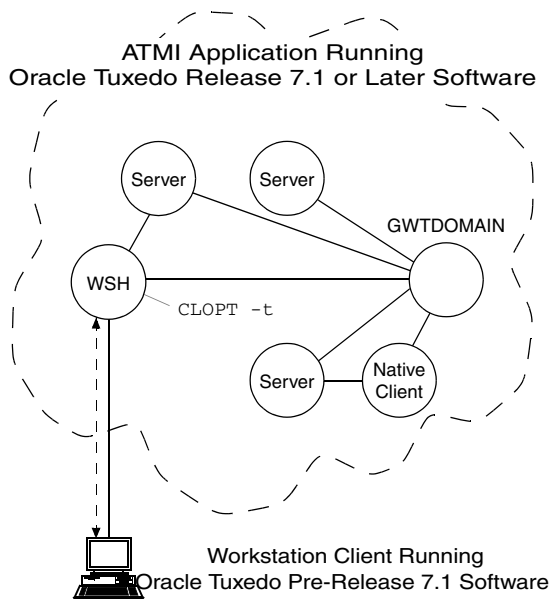 ATMI Application Running
Oracle Tuxedo Release 7.1 or Later Software
Server
Server
GWTDOMAIN
WSH
CLOPT -t
Server
Native
Client
Workstation Client Running
Oracle Tuxedo Pre-Release 7.1 Software